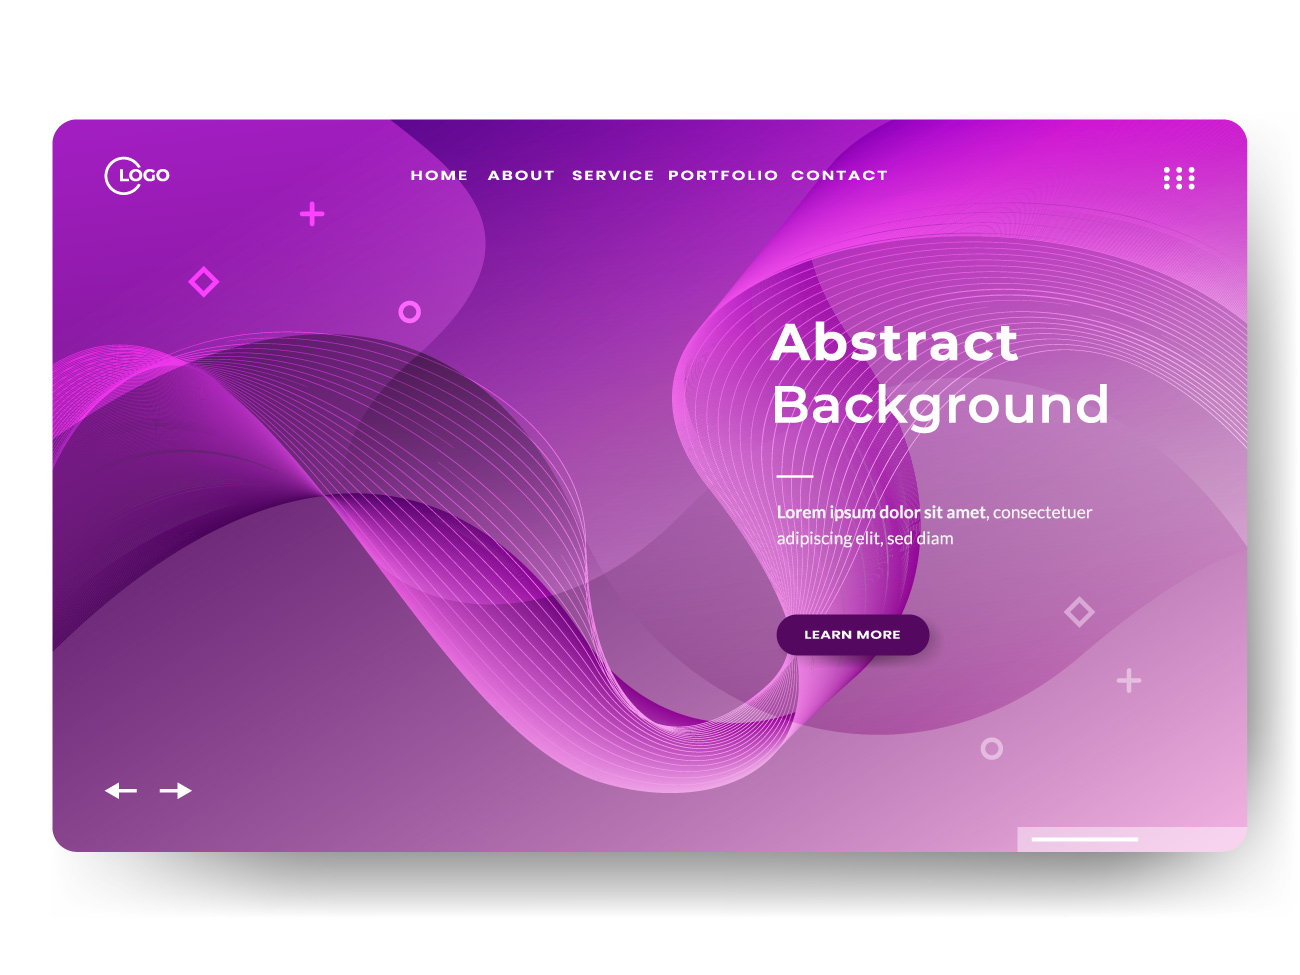 LOGO
HOME ABOUT SERVICE PORTFOLIO CONTACT
Abstract
Background
Lorem ipsum dolor sit amet, consectetuer
adipiscing elit, sed diam
LEARN MORE